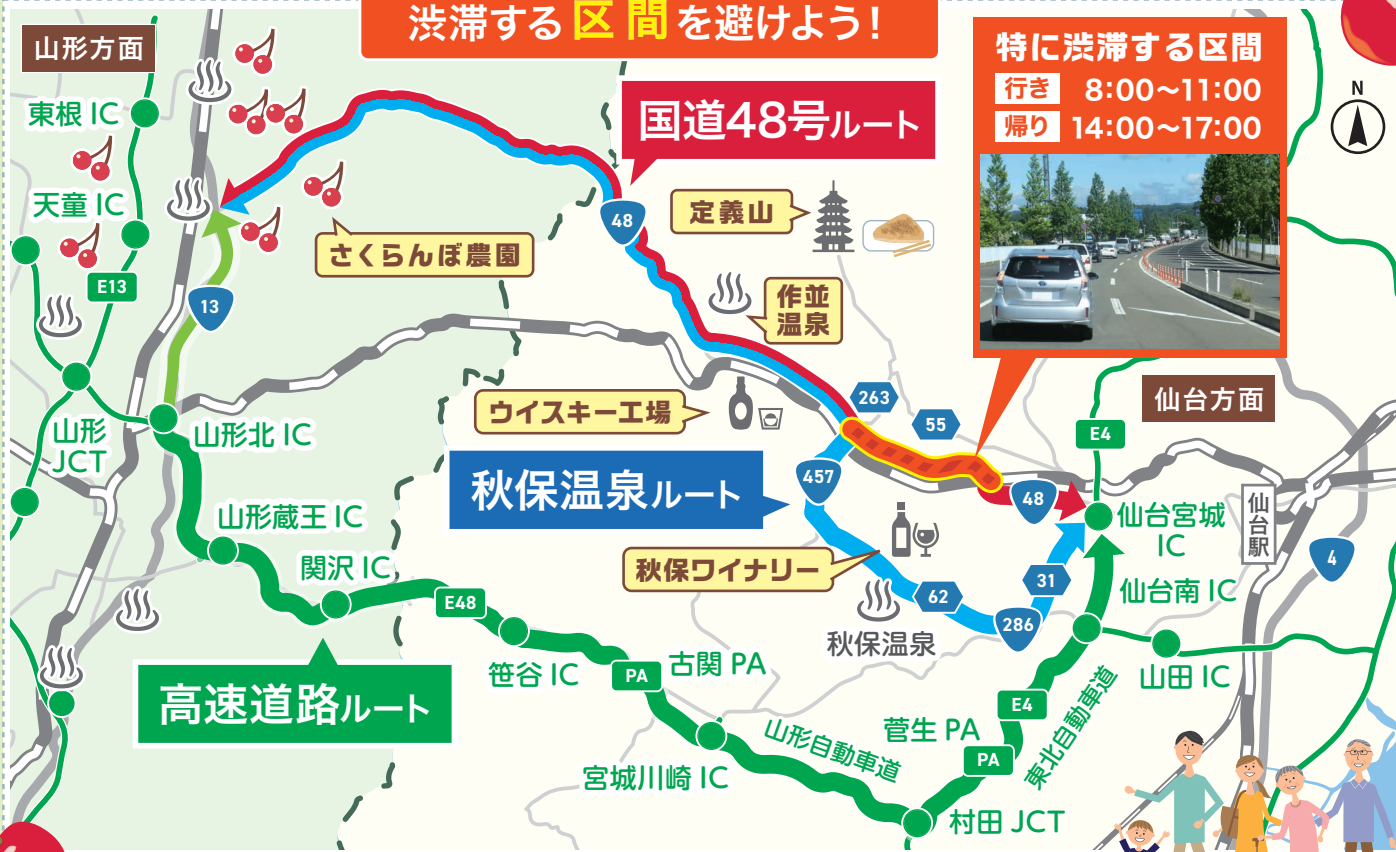 渋滞する区間を避けよう!
山形方面
特に渋滞する区間
行き 8:00〜11:00
帰り 14:00〜17:00
N
東根 IC
国道48号ルート
天童 IC
48
定義山
さくらんぼ農園
E13
13
作並
温泉
仙台方面
263
ウイスキー工場
55
E4
山形
JCT
山形北 IC
秋保温泉ルート
457
48
仙台宮城
IC
仙台駅
山形蔵王 IC
4
関沢 IC
秋保ワイナリー
31
仙台南 IC
E48
62
286
秋保温泉
笹谷 IC
PA
古関 PA
山田 IC
高速道路ルート
E4
菅生 PA
PA
東北自動車道
山形自動車道
宮城川崎 IC
村田 JCT